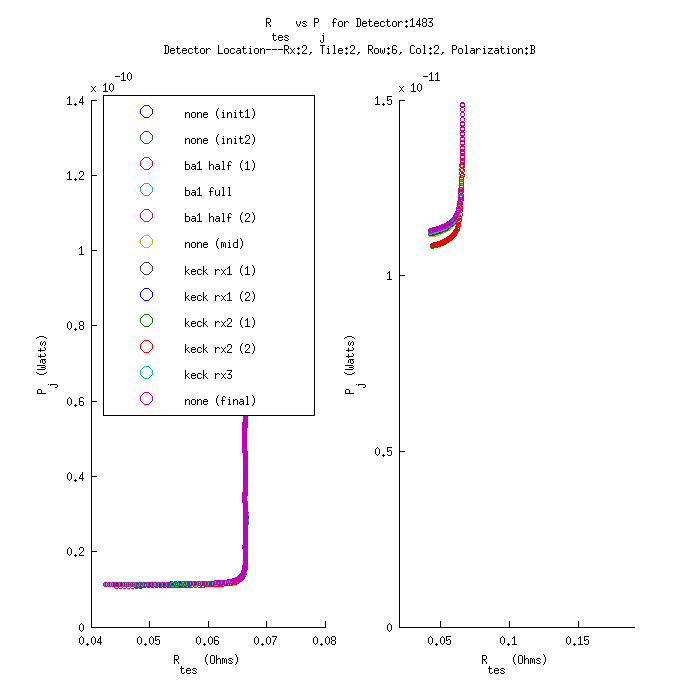 R tes vs P j for Detector:1483
Detector Location---Rx:2, Tile:2, Row:6, Col:2, Polarization:B
x 10 -10
1.4
1.2
1
0.8
0.6
0.4
0.2
0
0.04 0.05 0.06 0.07 0.08
R tes (Ohms)
P j (Watts)
none (init1)
none (init2)
ba1 half (1)
ba1 full
ba1 half (2)
none (mid)
keck rx1 (1)
keck rx1 (2)
keck rx2 (1)
keck rx2 (2)
keck rx3
none (final)
x 10 -11
1.5
1
0.5
0
0.05 0.1 0.15
R tes (Ohms)
P j (Watts)